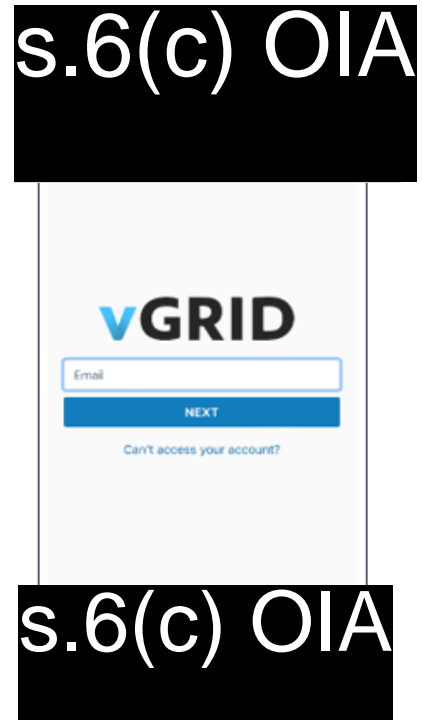 s.6(c) OIA
vGRID
Email
NEXT
Can't access your account?
s.6(c) OIA